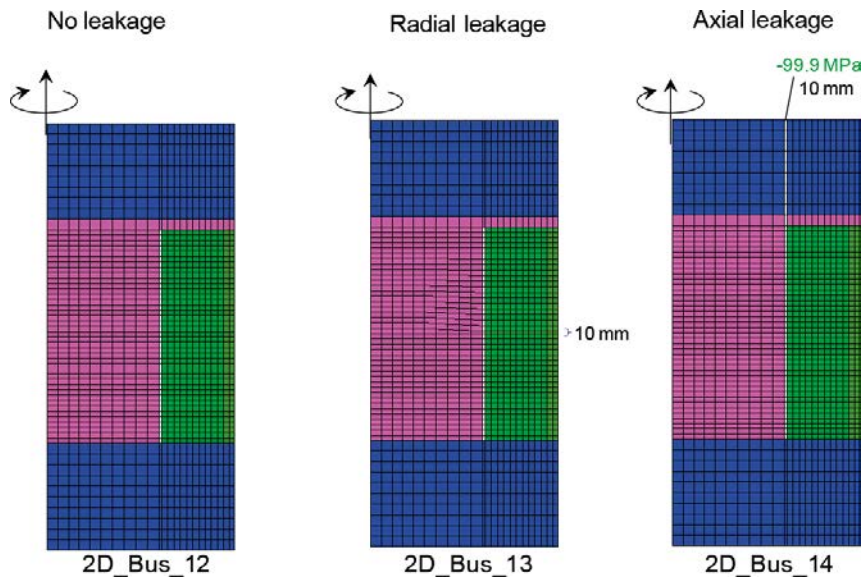 No leakage
Radial leakage
Axial leakage
-99.9 MPa
10 mm
10 mm
2D_Bus_12
2D_Bus_13
2D_Bus_14